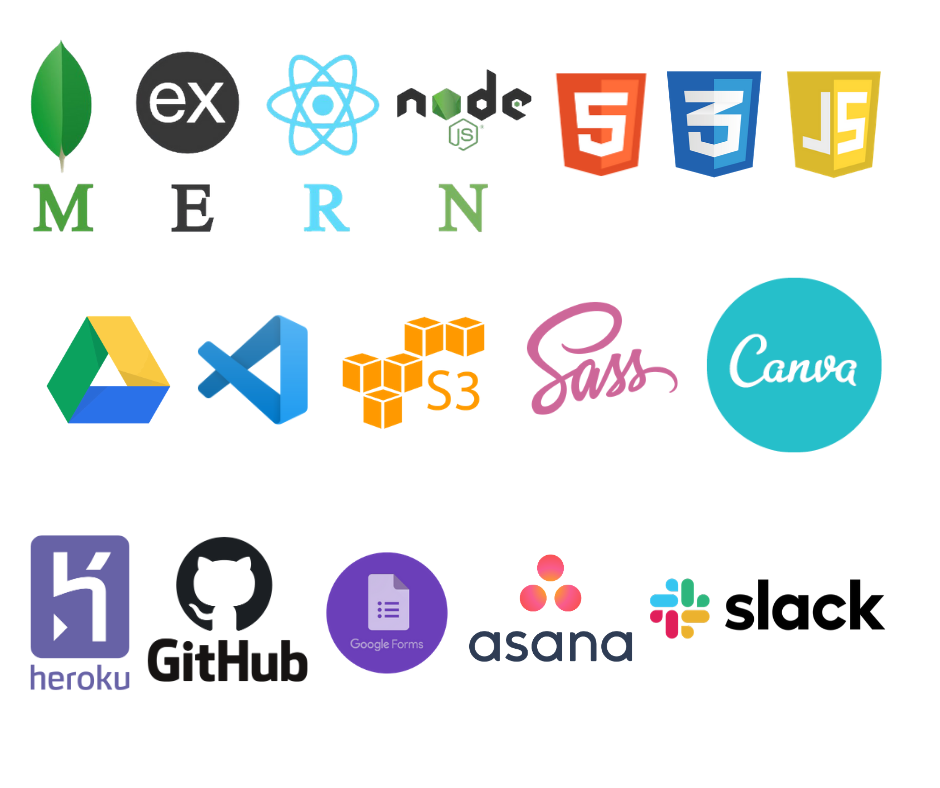 ex
node
JS
5
3
JS
M E R N
S3
Sass
Canva
heroku
GitHub
Google Forms
asana
slack